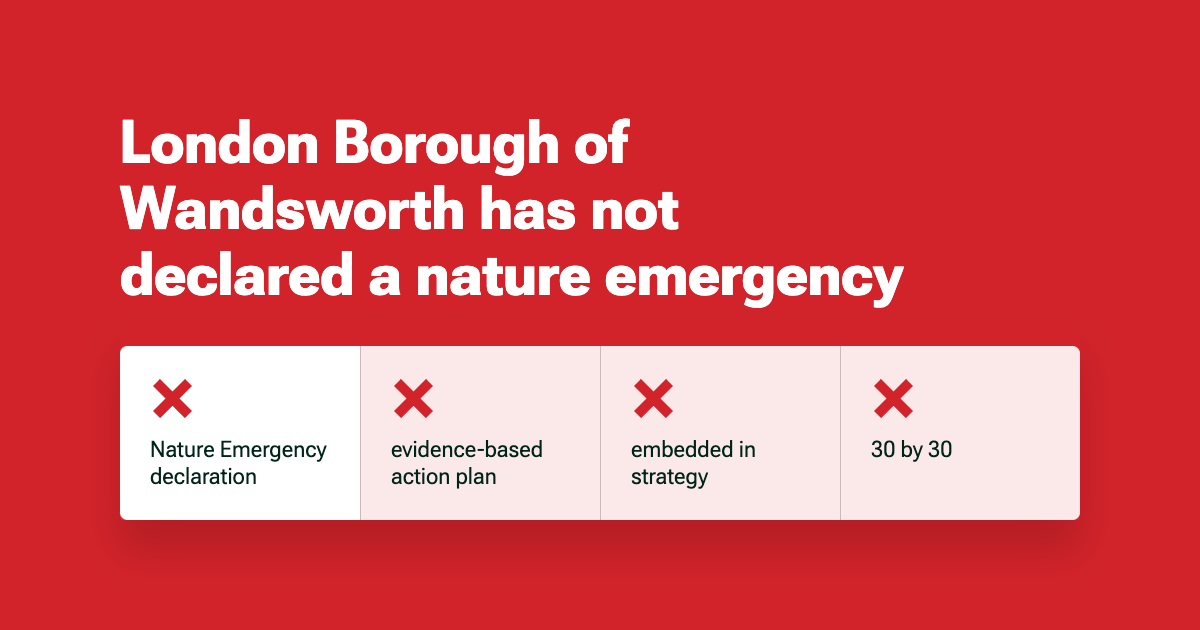 London Borough of
Wandsworth has not
declared a nature emergency
Nature Emergency
declaration
evidence-based
action plan
embedded in
strategy
30 by 30